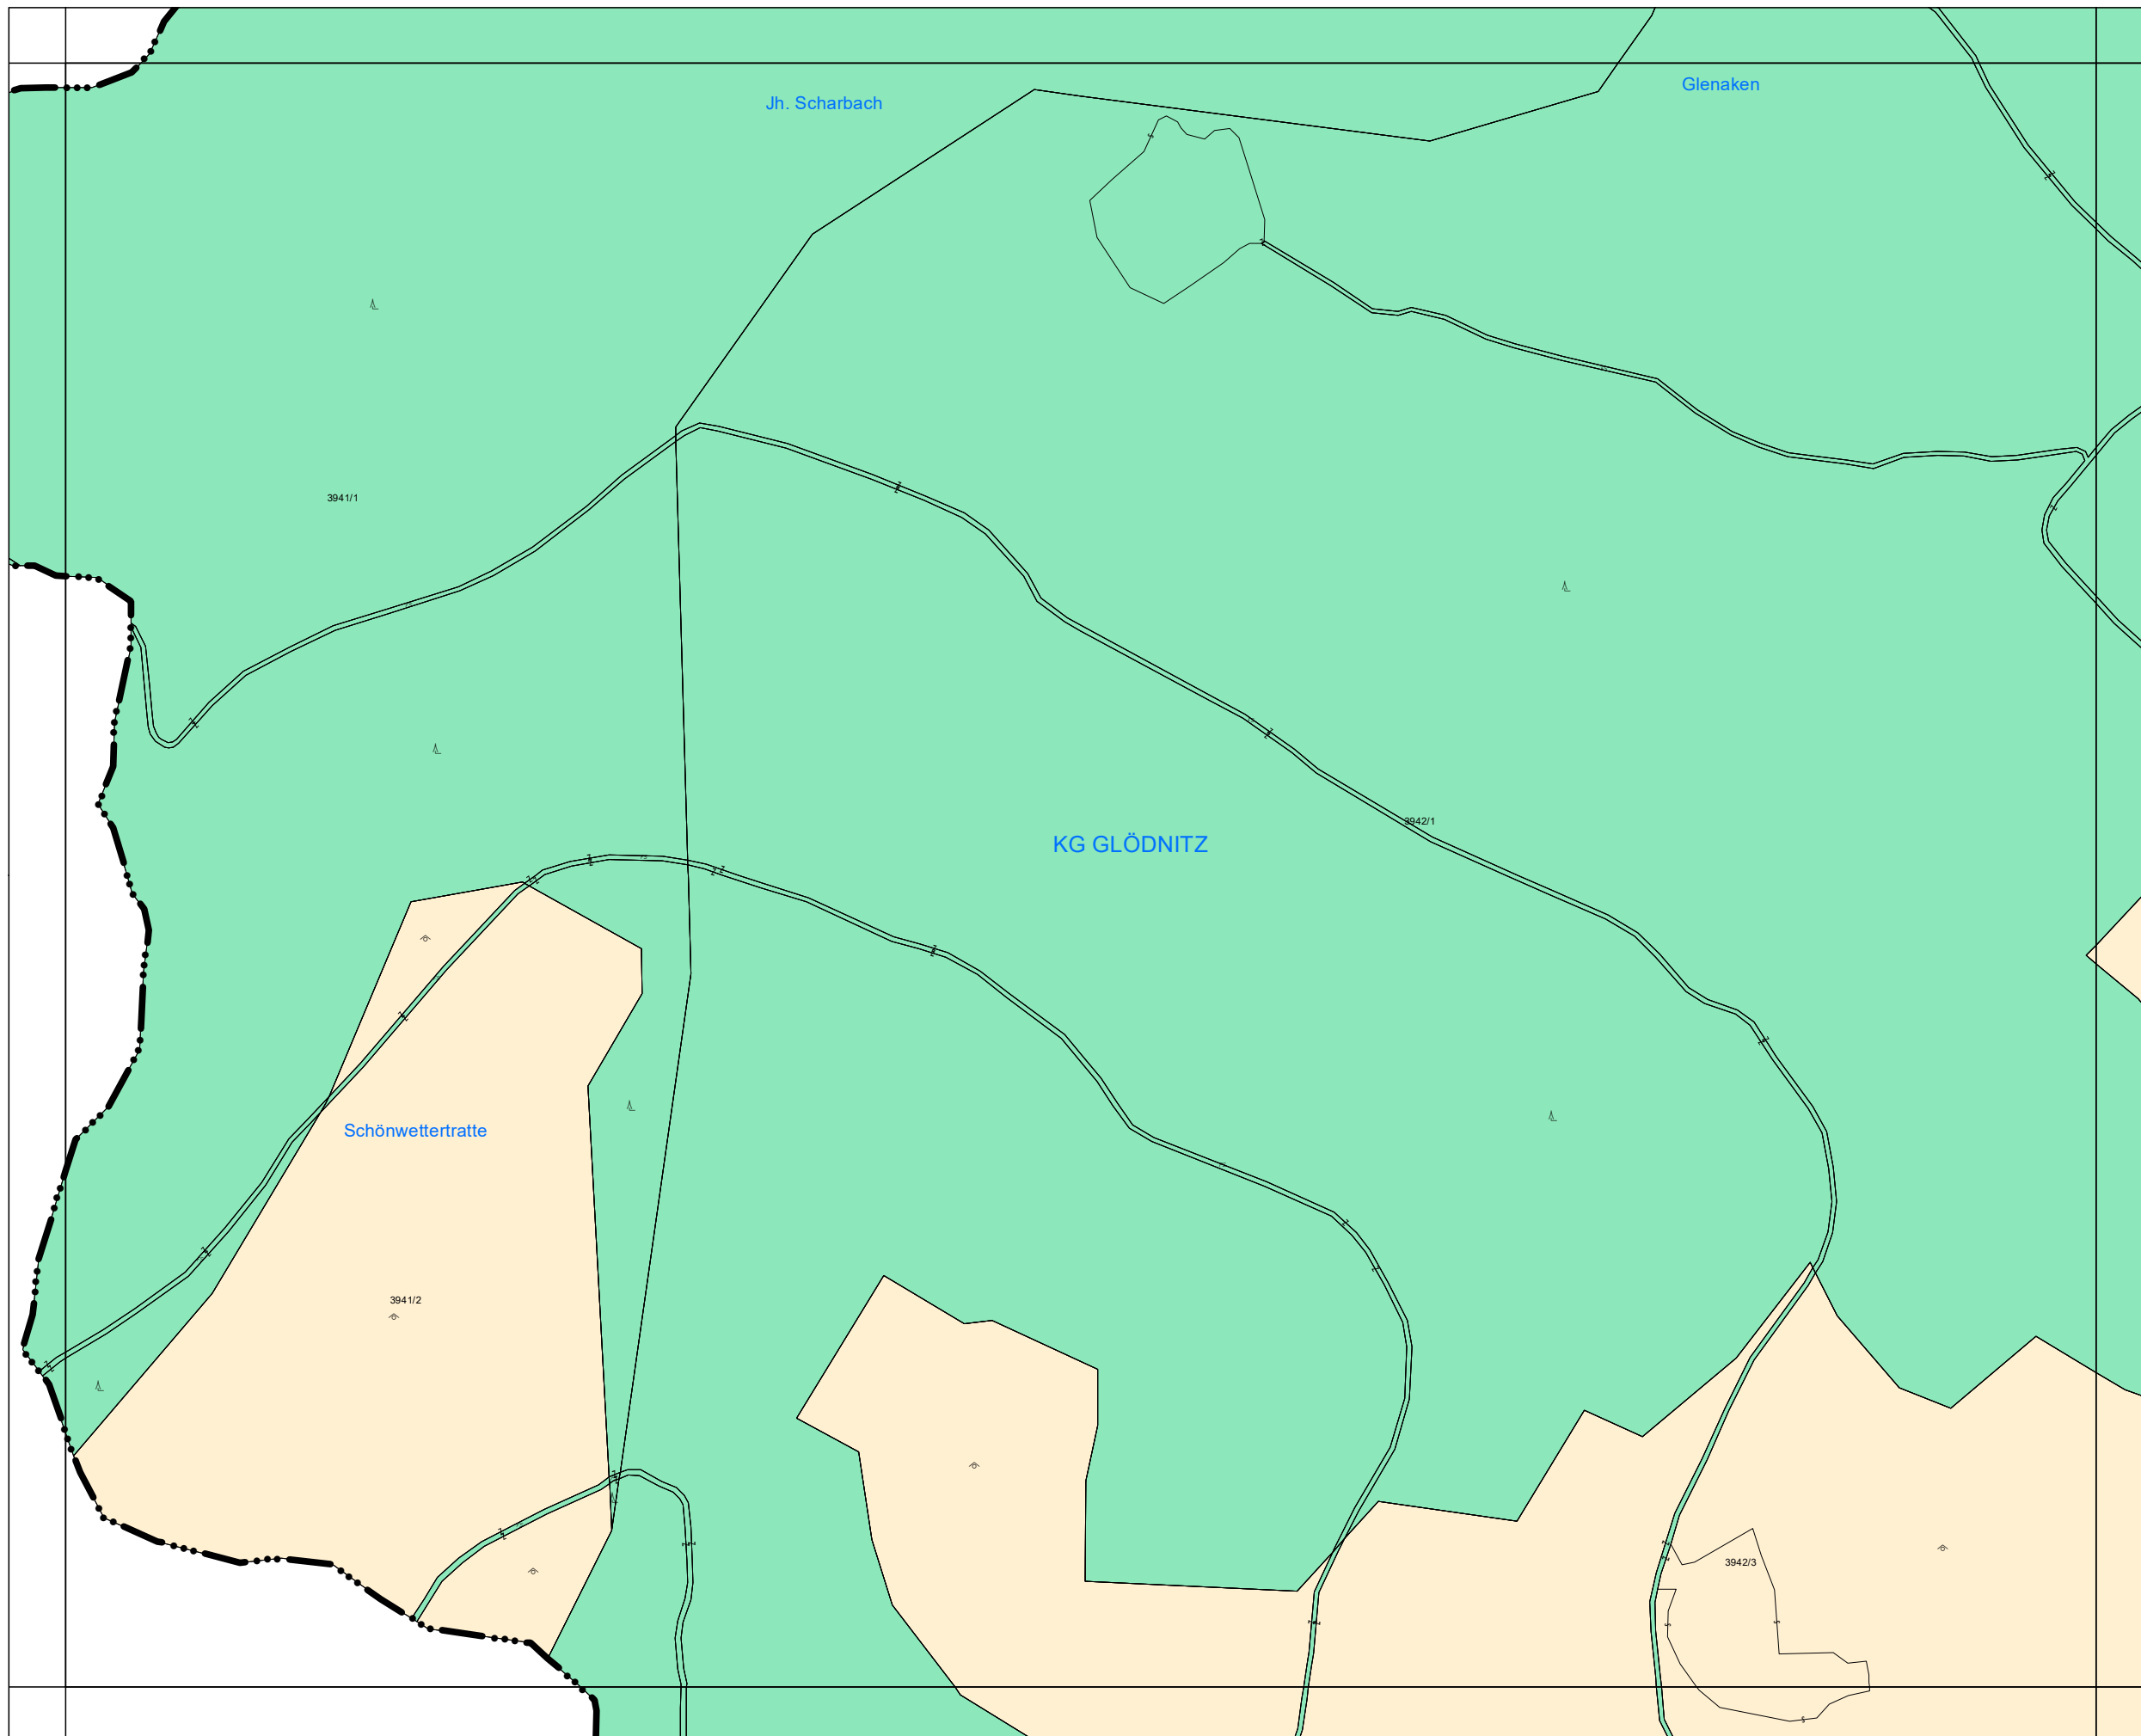 Glenaken
Jh. Scharbach
3941/1
3942/1
KG GLÖDNITZ
Schönwettertratte
3941/2
3942/3